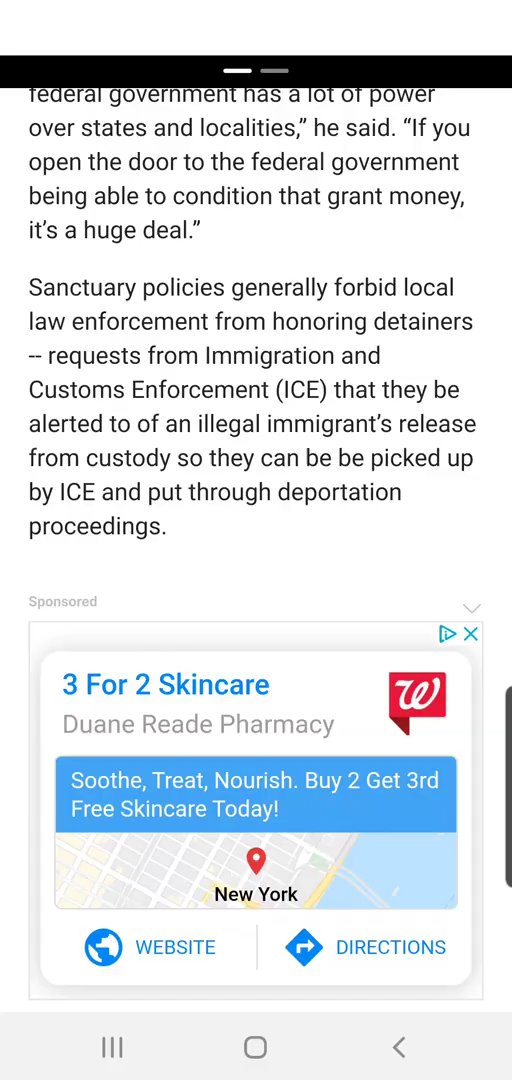 federal government has a lot of power
over states and localities,” he said. “If you
open the door to the federal government
being able to condition that grant money,
it’s a huge deal.”
Sanctuary policies generally forbid local
law enforcement from honoring detainers
-- requests from Immigration and
Customs Enforcement (ICE) that they be
alerted to of an illegal immigrant’s release
from custody so they can be be picked up
by ICE and put through deportation
proceedings.
Sponsored
3 For 2 Skincare
Duane Reade Pharmacy
Soothe, Treat, Nourish. Buy 2 Get 3rd
Free Skincare Today!
New York
WEBSITE
DIRECTIONS